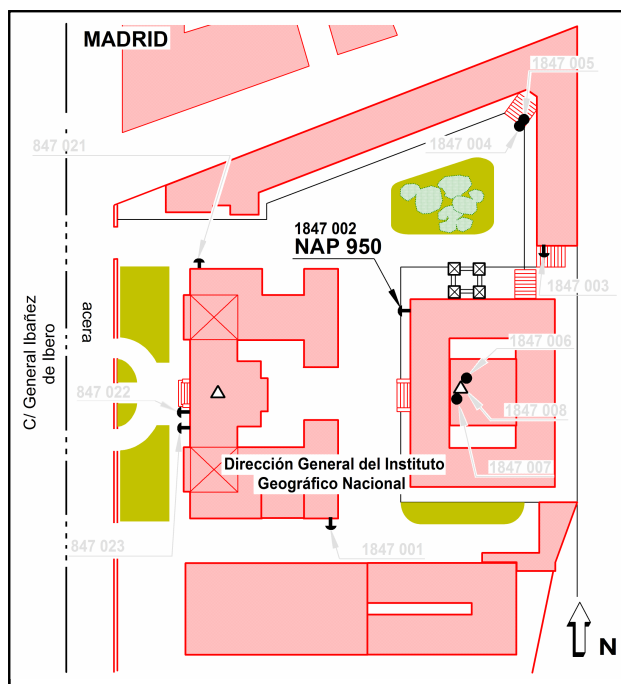 MADRID
1847 005
847 021
1847 004
1847 002
NAP 950
1847 003
C/ General Ibañez
de Ibero
acera
1847 006
847 022
1847 008
Dirección General del Instituto
Geográfico Nacional
1847 007
847 023
1847 001
N